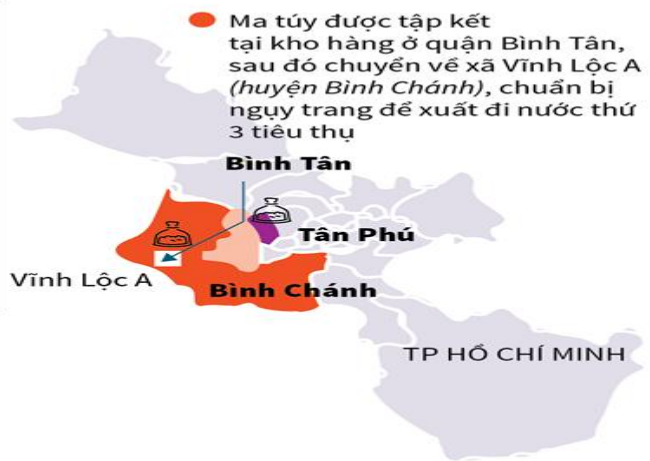 Ma túy được tập kết
tại kho hàng ở quận Bình Tân,
sau đó chuyển về xã Vĩnh Lộc A
(huyện Bình Chánh), chuẩn bị
ngụy trang để xuất đi nước thứ
3 tiêu thụ
Bình Tân
Tân Phú
Vĩnh Lộc A
Bình Chánh
TP HỒ CHÍ MINH